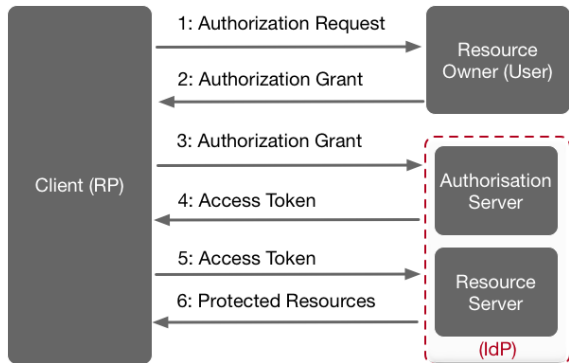 1: Authorization Request
Resource
Owner (User)
2: Authorization Grant
3: Authorization Grant
Client (RP)
Authorisation
Server
4: Access Token
5: Access Token
Resource
Server
6: Protected Resources
(IdP)